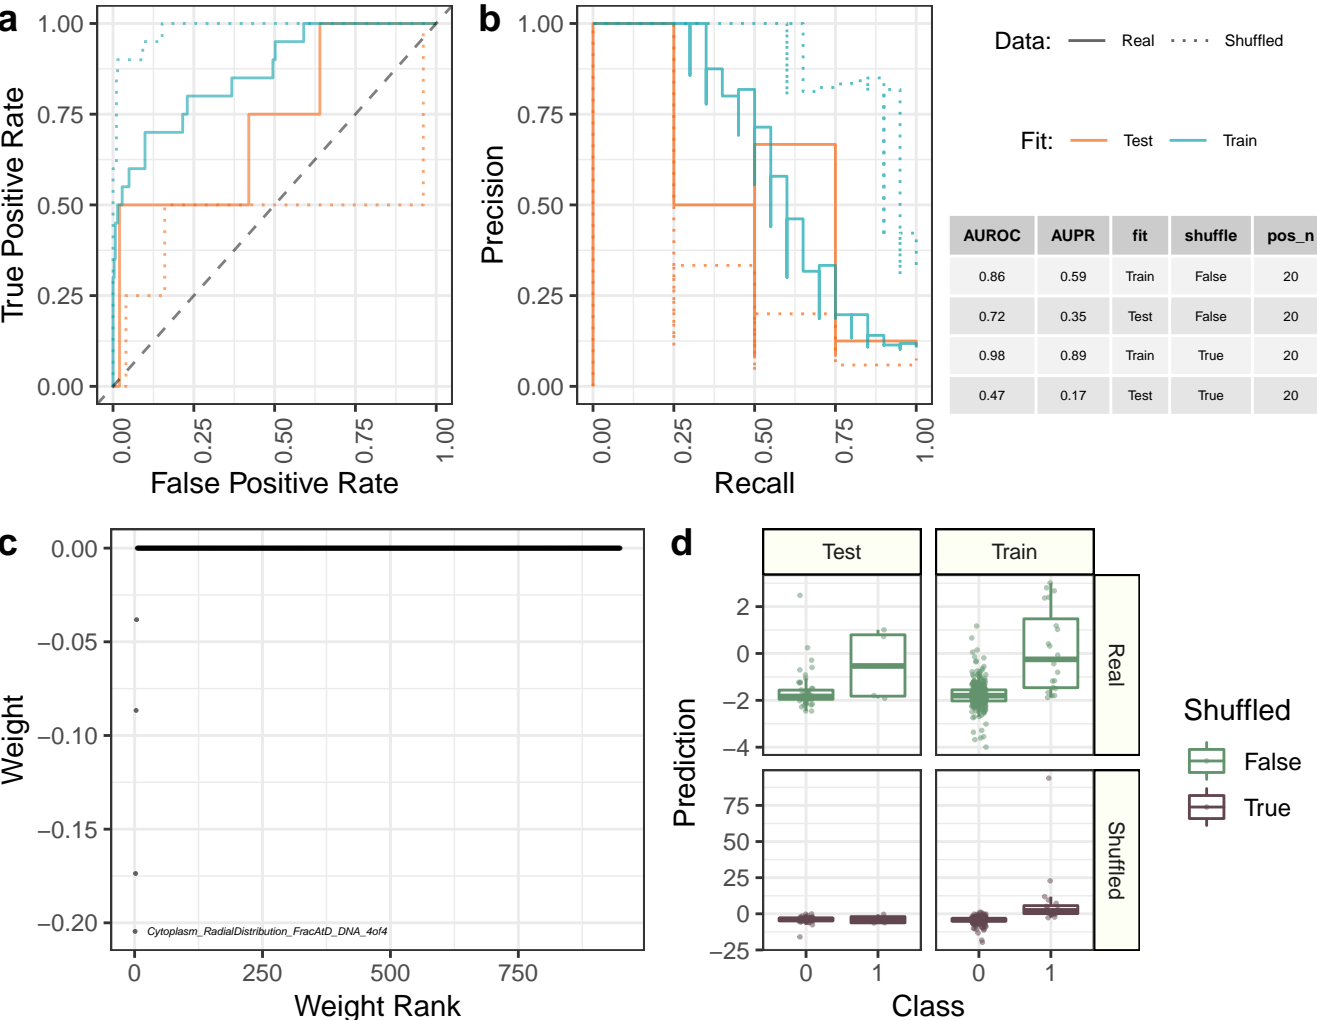 a
True Positive Rate
1.00
0.75
0.50
0.25
0.00
0.00 0.25 0.50 0.75 1.00
False Positive Rate
b
Precision
1.00
0.75
0.50
0.25
0.00
0.00 0.25 0.50 0.75 1.00
Recall
Data: Real Shuffled
Fit: Test Train
AUROC AUPR fit shuffle pos_n
0.86 0.59 Train False 20
0.72 0.35 Test False 20
0.98 0.89 Train True 20
0.47 0.17 Test True 20
c
Weight
0.00
−0.05
−0.10
−0.15
−0.20
Cytoplasm_RadialDistribution_FracAtD_DNA_4of4
0 250 500 750
Weight Rank
d
Test Train
Prediction
2
0
−2
−4
Real
75
50
25
0
−25
Shuffled
0 1 0 1
Class
Shuffled
False
True